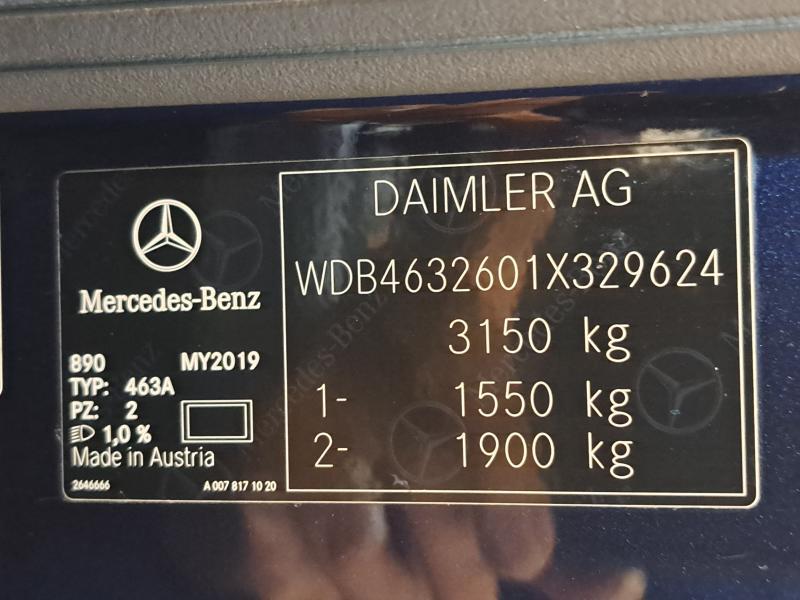 Mercedes-Benz
890 MY2019
TYP: 463A
PZ: 2
1,0 %
Made in Austria
2646666 A 007 817 10 20
DAIMLER AG
WDB4632601X329624
3150 kg
1- 1550 kg
2- 1900 kg